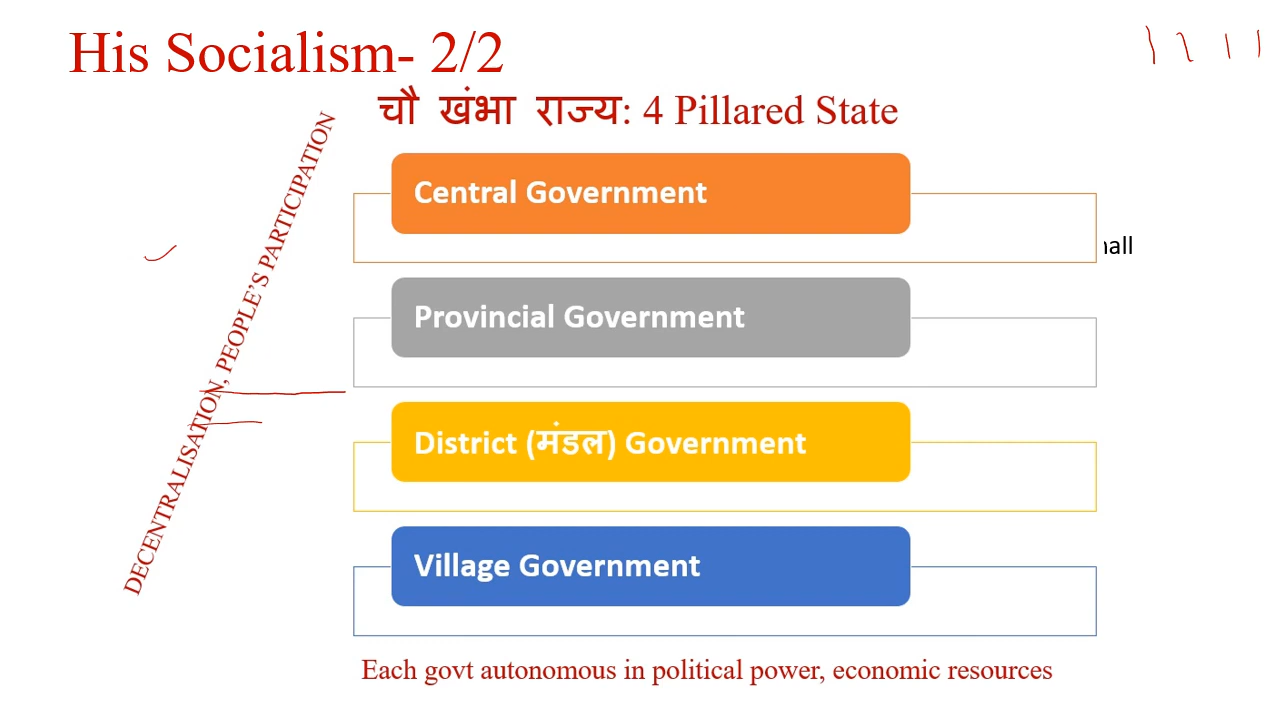 His Socialism- 2/2
चौ खंभा राज्य: 4 Pillared State
DECENTRALISATION, PEOPLE'S PARTICIPATION
Central Government
Provincial Government
District (मंडल) Government
Village Government
Each govt autonomous in political power, economic resources